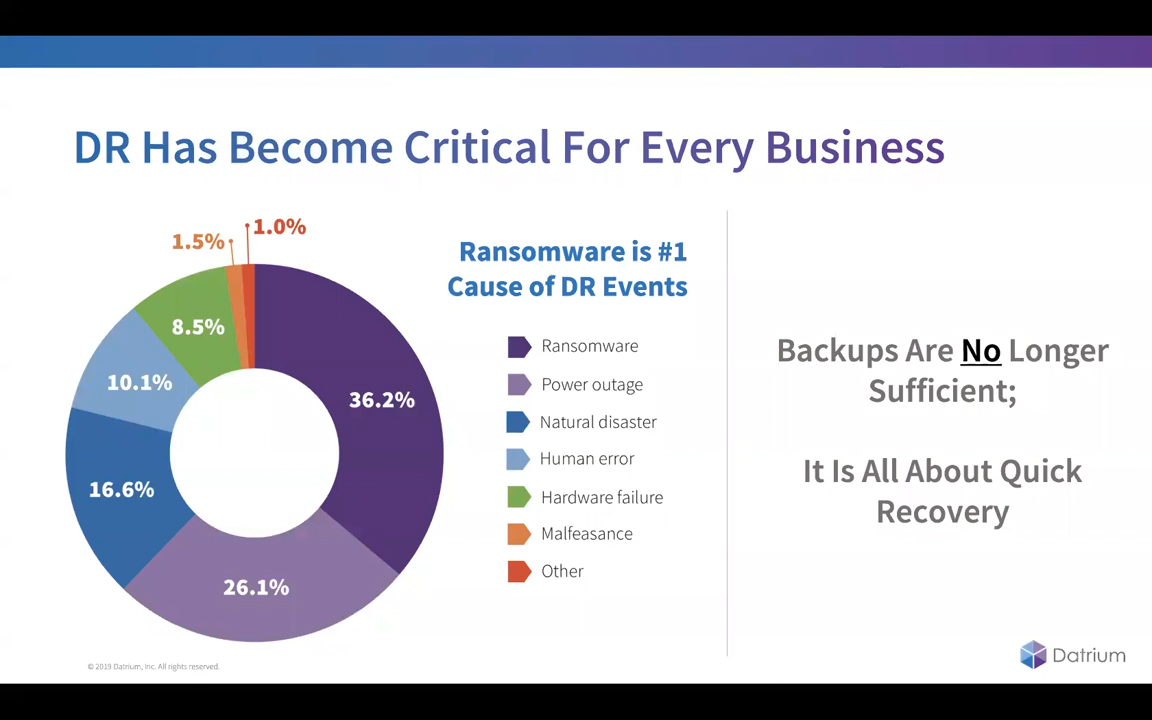 DR Has Become Critical For Every Business
1.5%
1.0%
8.5%
10.1%
36.2%
16.6%
26.1%
Ransomware is #1
Cause of DR Events
Ransomware
Power outage
Natural disaster
Human error
Hardware failure
Malfeasance
Other
Backups Are No Longer
Sufficient;
It Is All About Quick
Recovery
© 2019 Datrium, Inc. All rights reserved.
Datrium